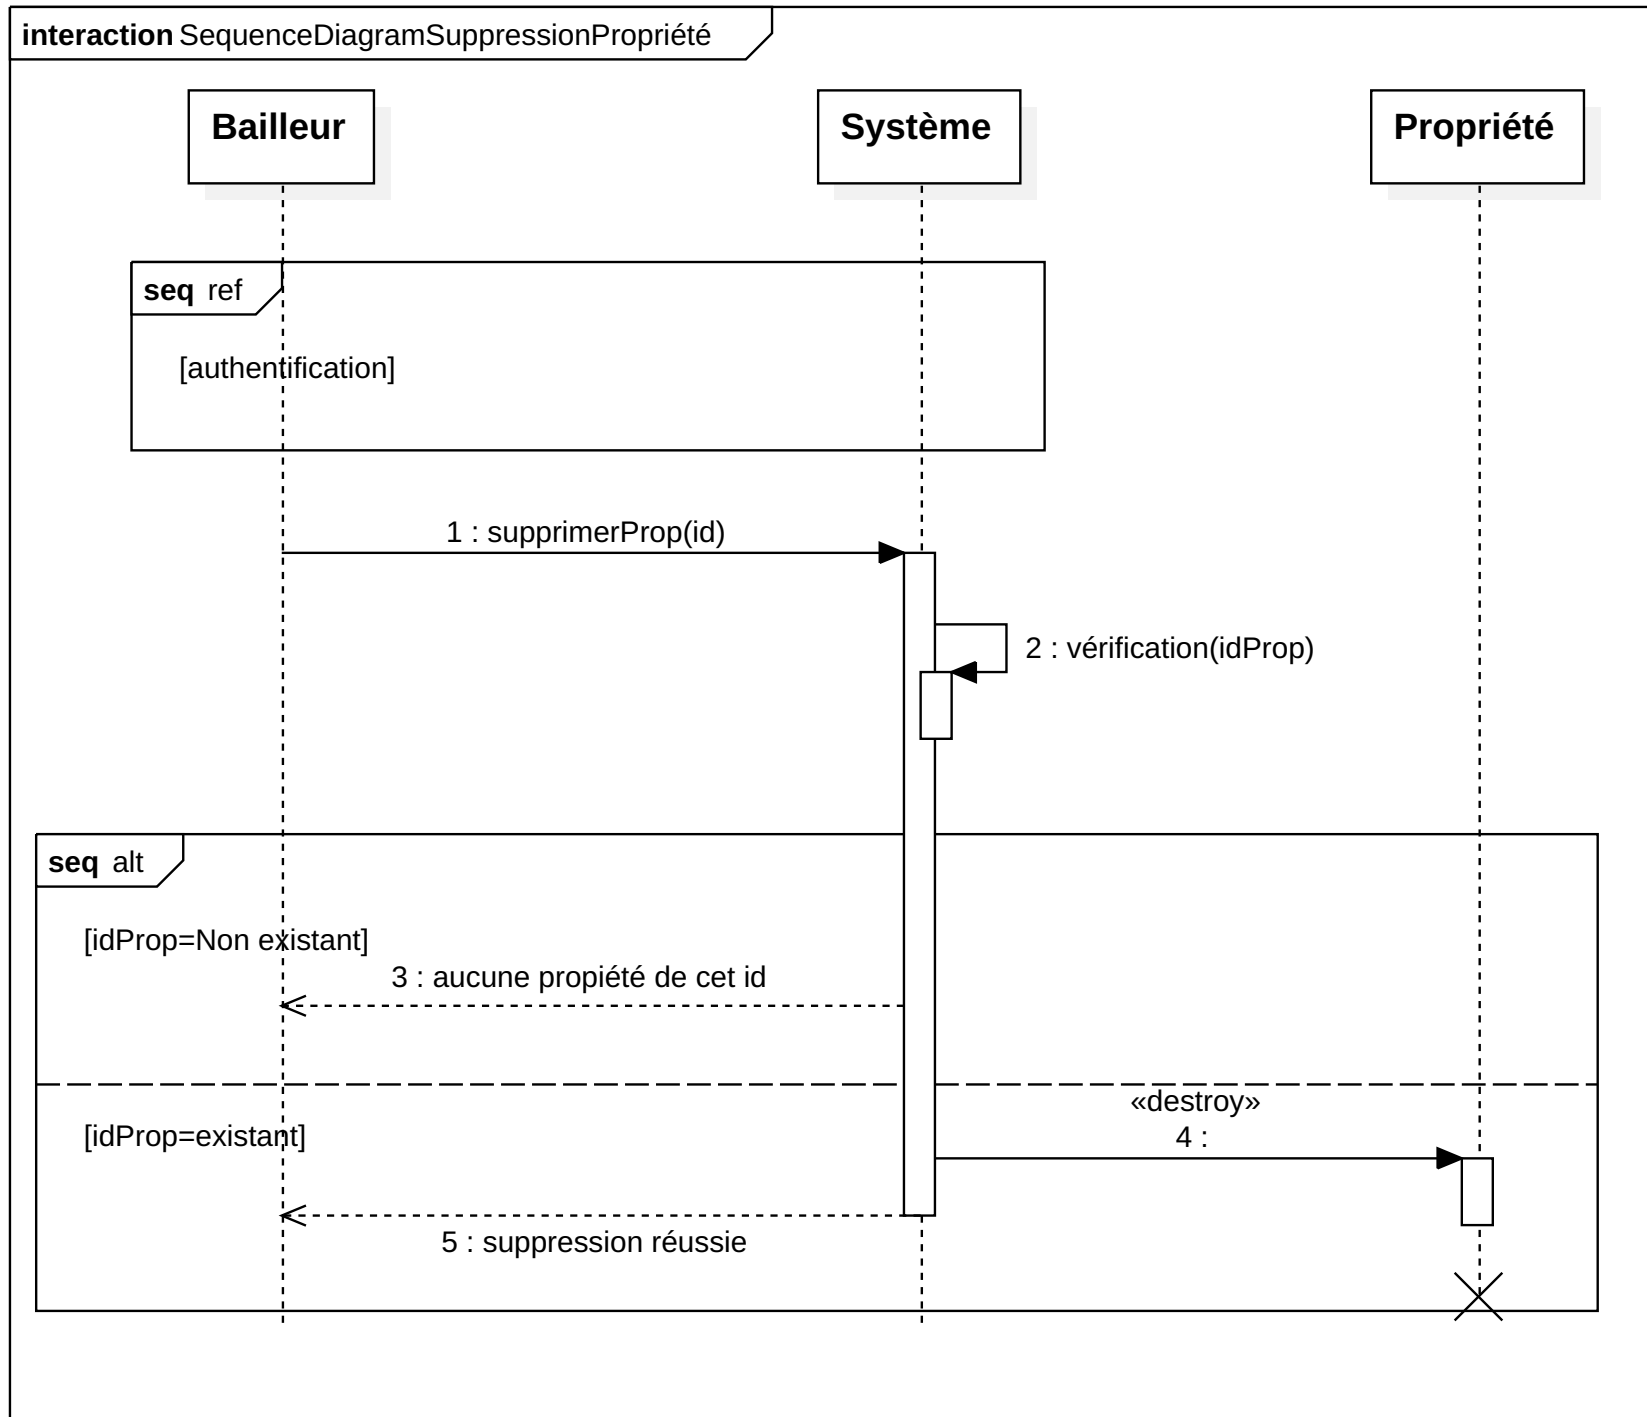 interaction SequenceDiagramSuppressionPropriété
Bailleur
Système
Propriété
seq ref
[authentification]
1 : supprimerProp(id)
2 : vérification(idProp)
seq alt
[idProp=Non existant]
3 : aucune propiété de cet id
«destroy»
4 :
[idProp=existant]
5 : suppression réussie